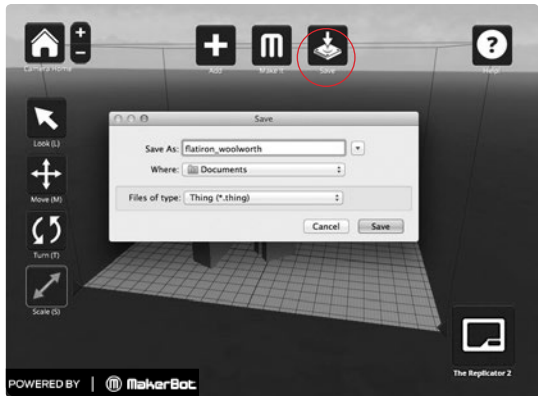 +
−
?
Camera Home
Add
Make It
Save
Help
Save
Look (L)
Save As: flatiron_woolworth
Where: Documents
Move (M)
Files of type: Thing (*.thing)
Cancel Save
Turn (T)
Scale (S)
The Replicator 2
POWERED BY | MakerBot